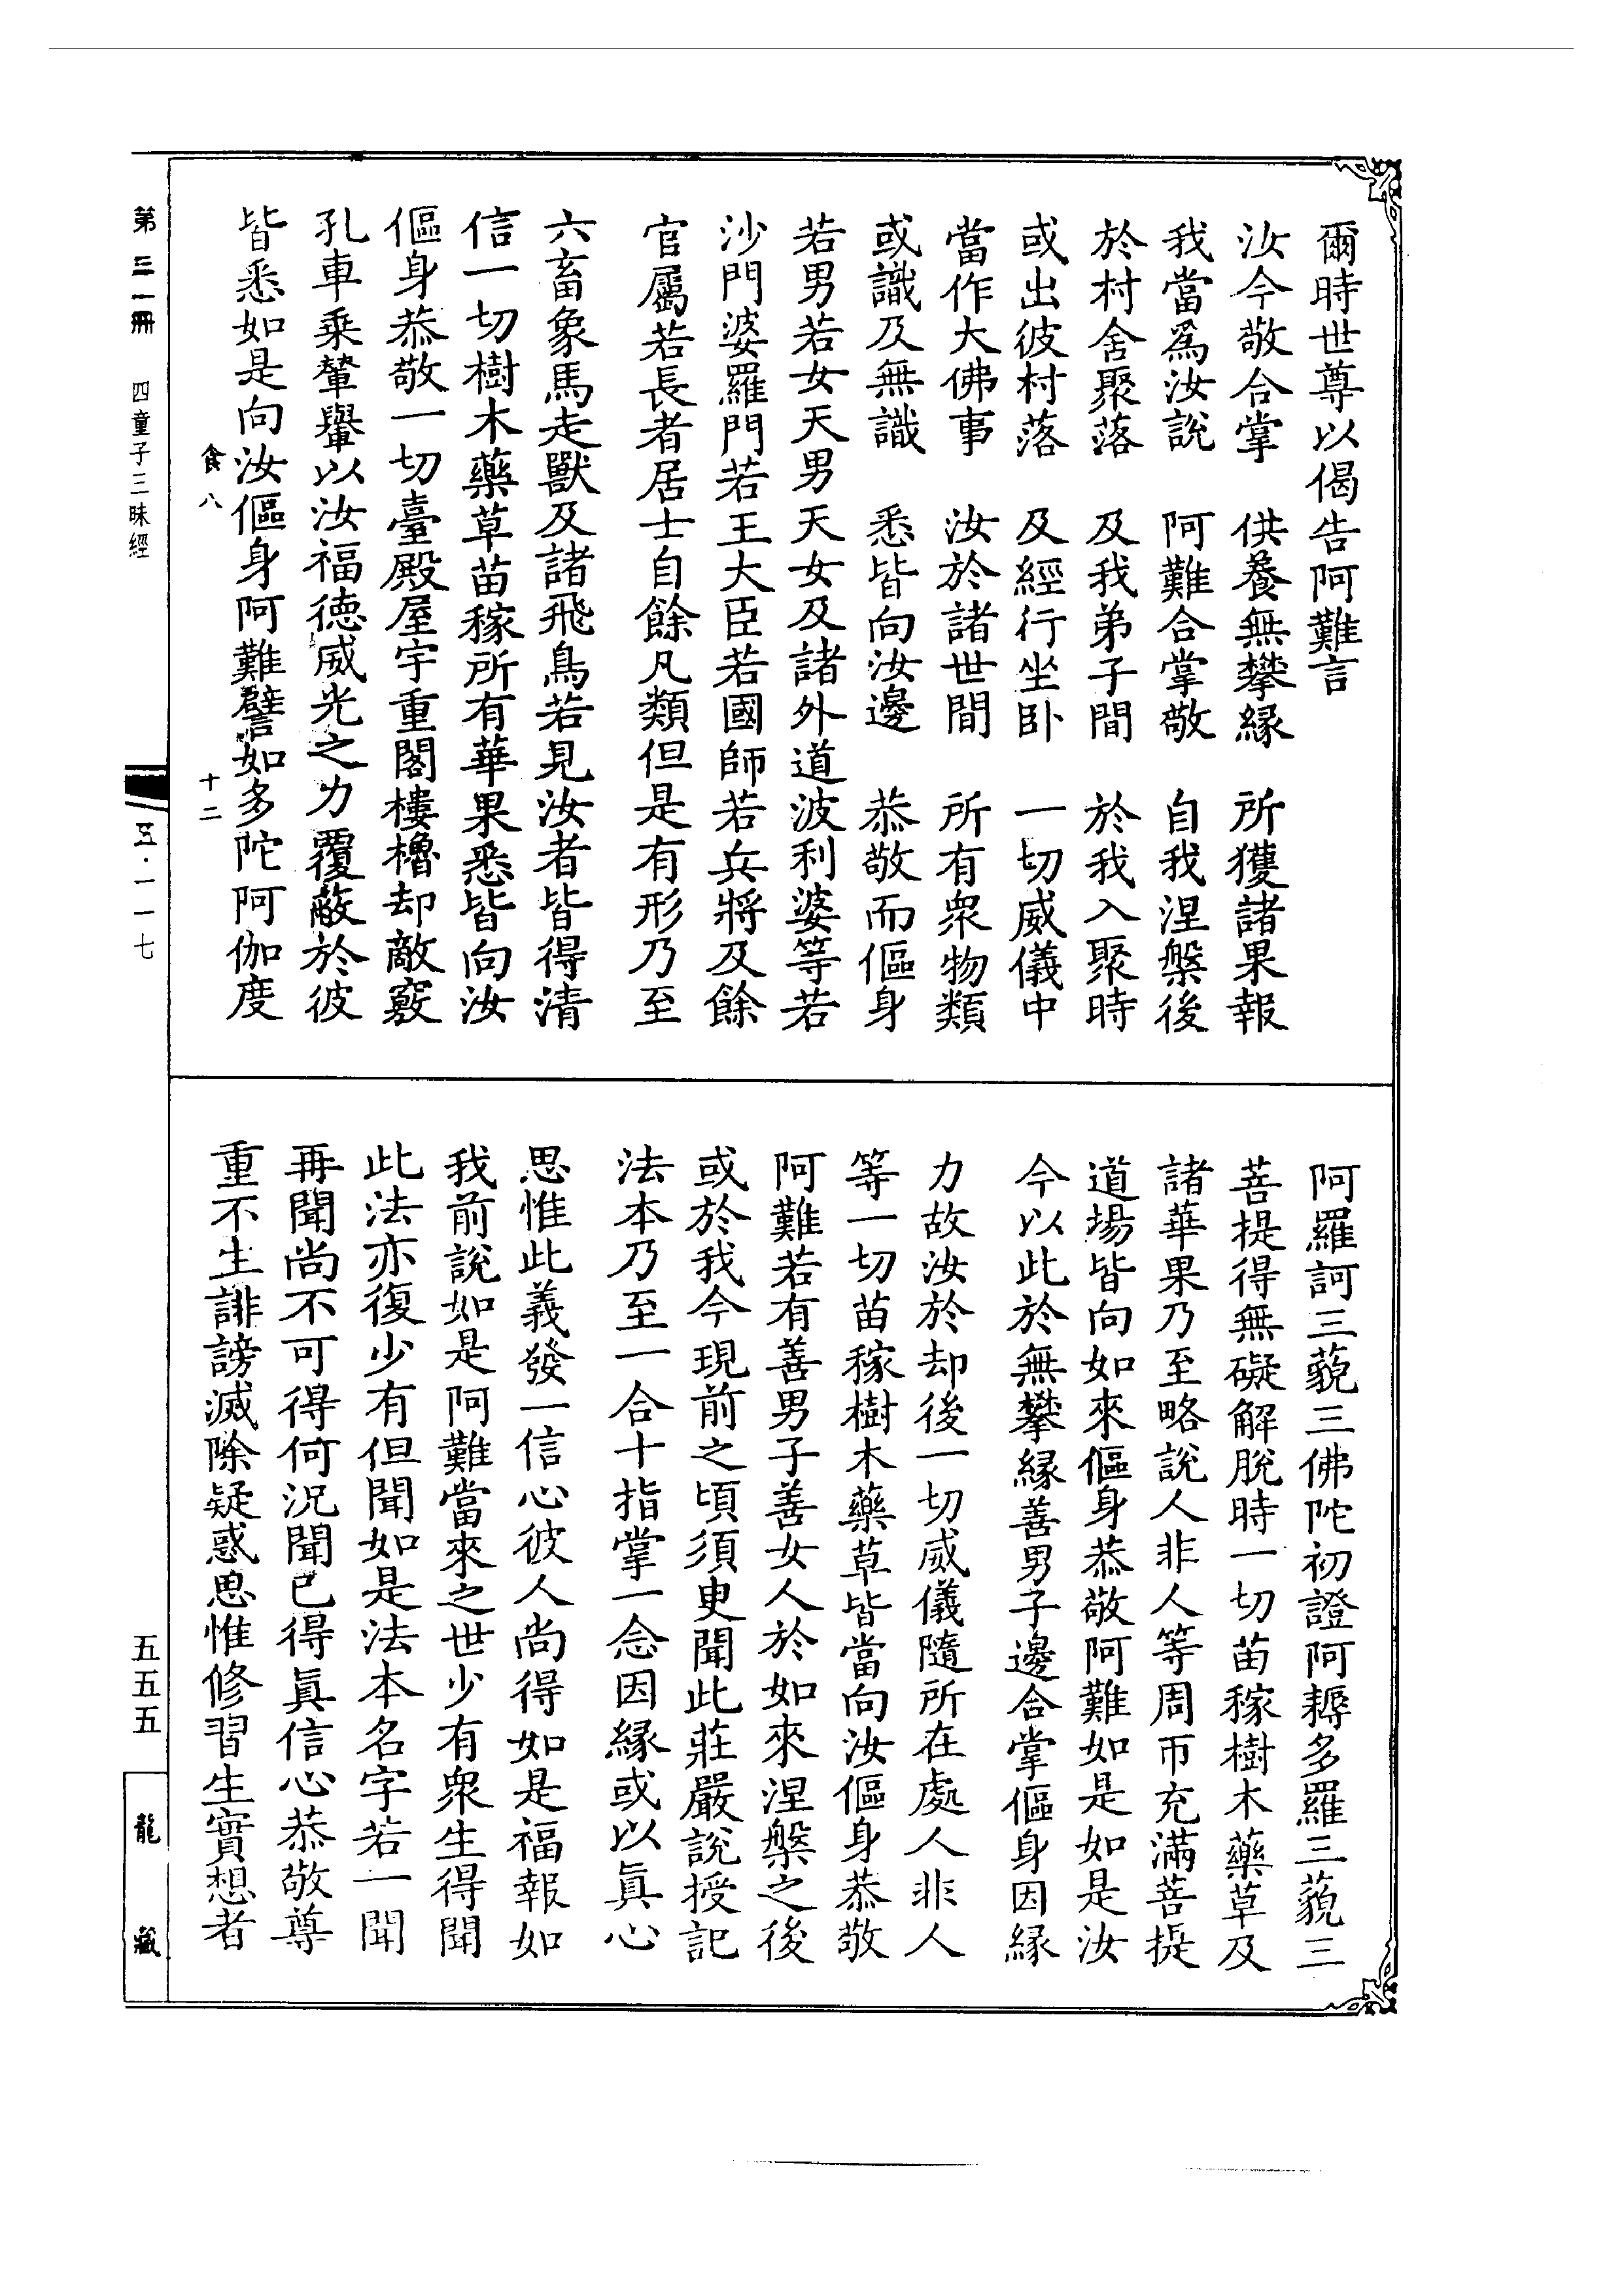 爾時世尊以偈告阿難言
汝今敬合掌　供養無攀緣　所獲諸果報
我當爲汝說　阿難合掌敬　自我涅槃後
於村舍聚落　及我弟子間　於我入聚時
或出彼村落　及經行坐卧　一切威儀中
當作大佛事　汝於諸世間　所有衆物類
或識及無識　悉皆向汝邊　恭敬而傴身
若男若女天男天女及諸外道波利婆等若
沙門婆羅門若王大臣若國師若兵將及餘
官屬若長者居士自餘凡類但是有形乃至
六畜象馬走獸及諸飛鳥若見汝者皆得清
信一切樹木藥草苗稼所有華果悉皆向汝
傴身恭敬一切臺殿屋宇重閣樓櫓却敵竅
孔車乘輦轝以汝福德威光之力覆蔽於彼
皆悉如是向汝傴身阿難譬如多陀阿伽度
阿羅訶三藐三佛陀初證阿耨多羅三藐三
菩提得無礙解脫時一切苗稼樹木藥草及
諸華果乃至略說人非人等周帀充滿菩提
道場皆向如來傴身恭敬阿難如是如是汝
今以此於無攀緣善男子邊合掌傴身因緣
力故汝於却後一切威儀隨所在處人非人
等一切苗稼樹木藥草皆當向汝傴身恭敬
阿難若有善男子善女人於如來涅槃之後
或於我今現前之頃須臾聞此莊嚴說授記
法本乃至一合十指掌一念因緣或以眞心
思惟此義發一信心彼人尚得如是福報如
我前說如是阿難當來之世少有衆生得聞
此法亦復少有但聞如是法本名字若一聞
再聞尚不可得何況聞已得眞信心恭敬尊
重不生誹謗滅除疑惑思惟修習生實想者
食八　十二
第三一冊　四童子三昧經　五·一一七　五五五　龍藏